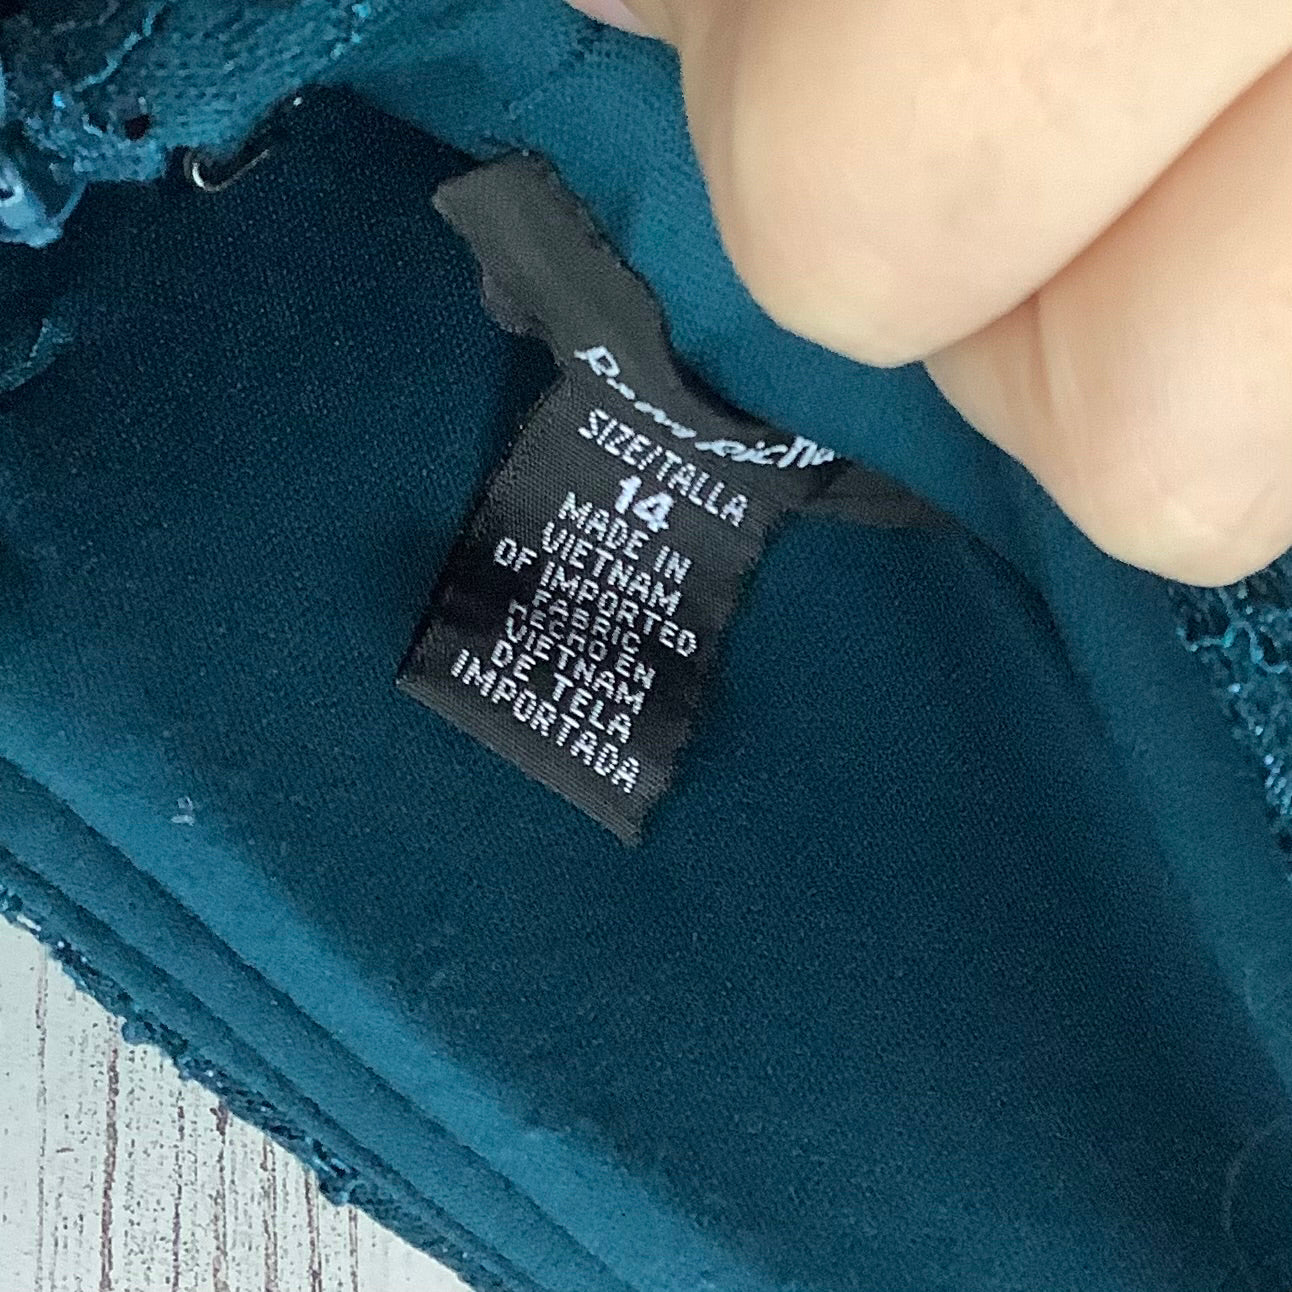 SIZE/TALLA
14
MADE IN
VIETNAM
OF IMPORTED
FABRIC
HECHO EN
VIETNAM
DE TELA
IMPORTADA